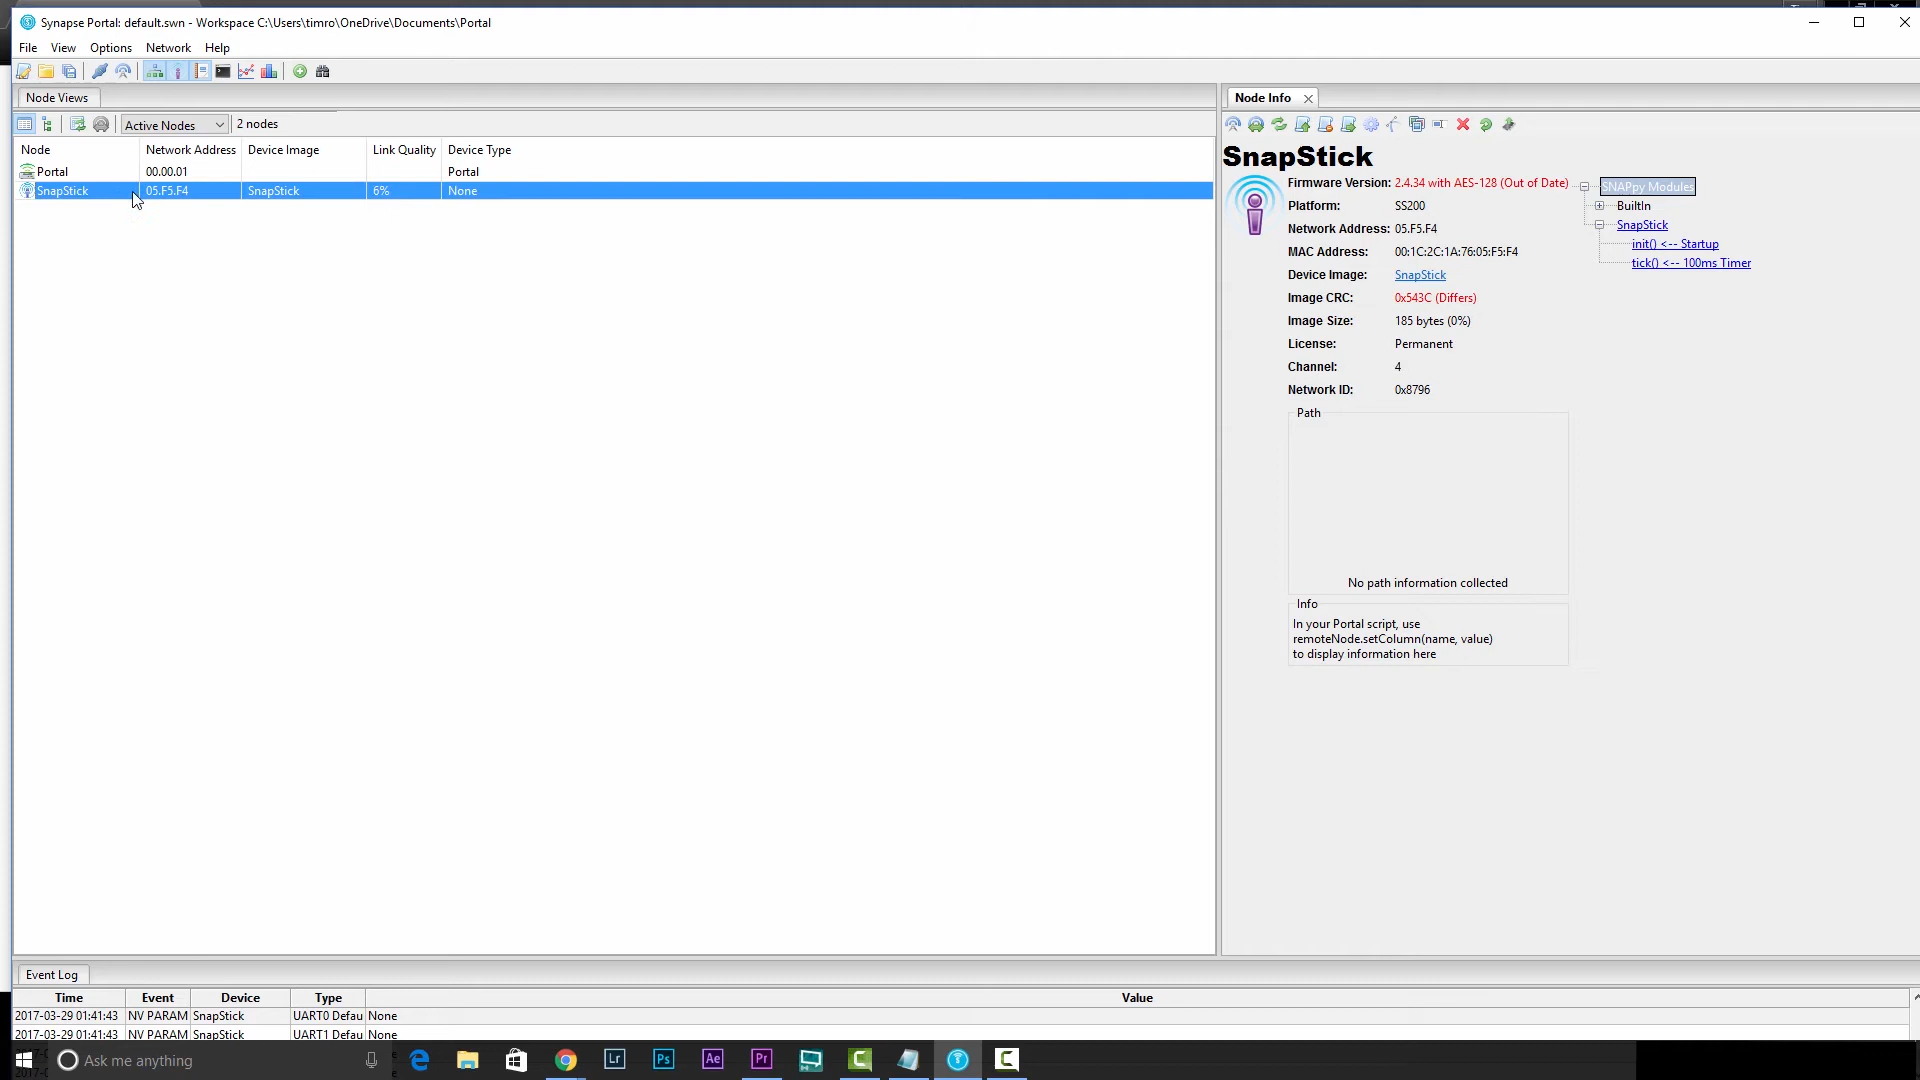 Synapse Portal: default.swn - Workspace C:\Users\timro\OneDrive\Documents\Portal
File View Options Network Help
Node Views
Active Nodes 2 nodes
Node Network Address Device Image Link Quality Device Type
Portal 00.00.01 Portal
SnapStick 05.F5.F4 SnapStick 6% None
Node Info
SnapStick
Firmware Version: 2.4.34 with AES-128 (Out of Date)
Platform: SS200
Network Address: 05.F5.F4
MAC Address: 00:1C:2C:1A:76:05:F5:F4
Device Image: SnapStick
Image CRC: 0x543C (Differs)
Image Size: 185 bytes (0%)
License: Permanent
Channel: 4
Network ID: 0x8796
Path
No path information collected
Info
In your Portal script, use
remoteNode.setColumn(name, value)
to display information here
SNAPpy Modules
BuiltIn
SnapStick
init() <-- Startup
tick() <-- 100ms Timer
Event Log
Time Event Device Type Value
2017-03-29 01:41:43 NV PARAM SnapStick UART0 Defau None
2017-03-29 01:41:43 NV PARAM SnapStick UART1 Defau None
Ask me anything
Lr Ps Ae Pr